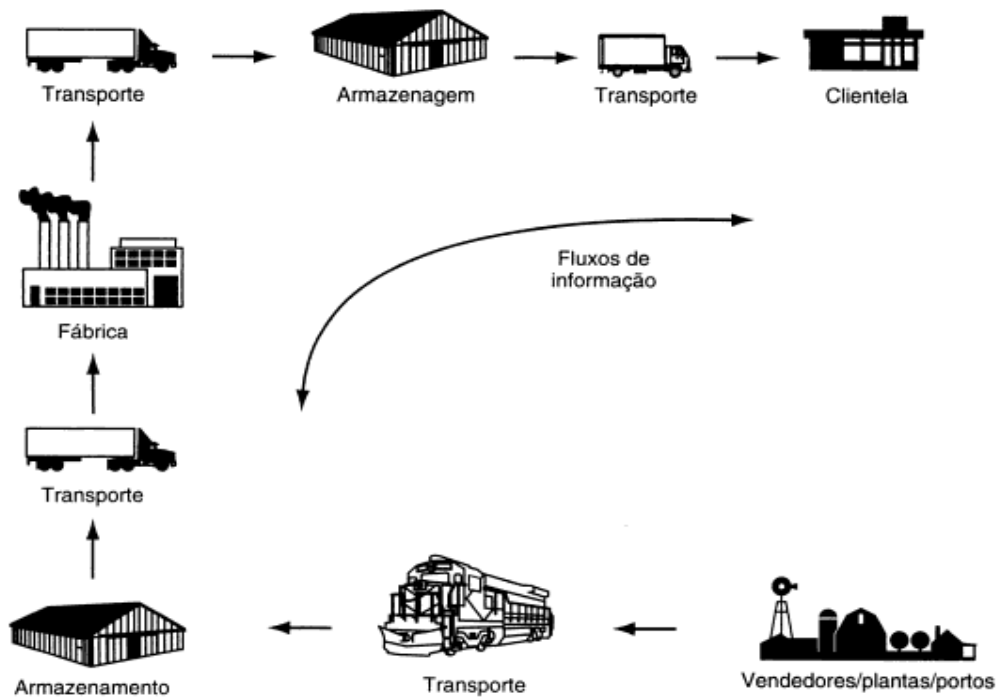 Transporte
Armazenagem
Transporte
Clientela
Fluxos de
informação
Fábrica
Transporte
Armazenamento
Transporte
Vendedores/plantas/portos